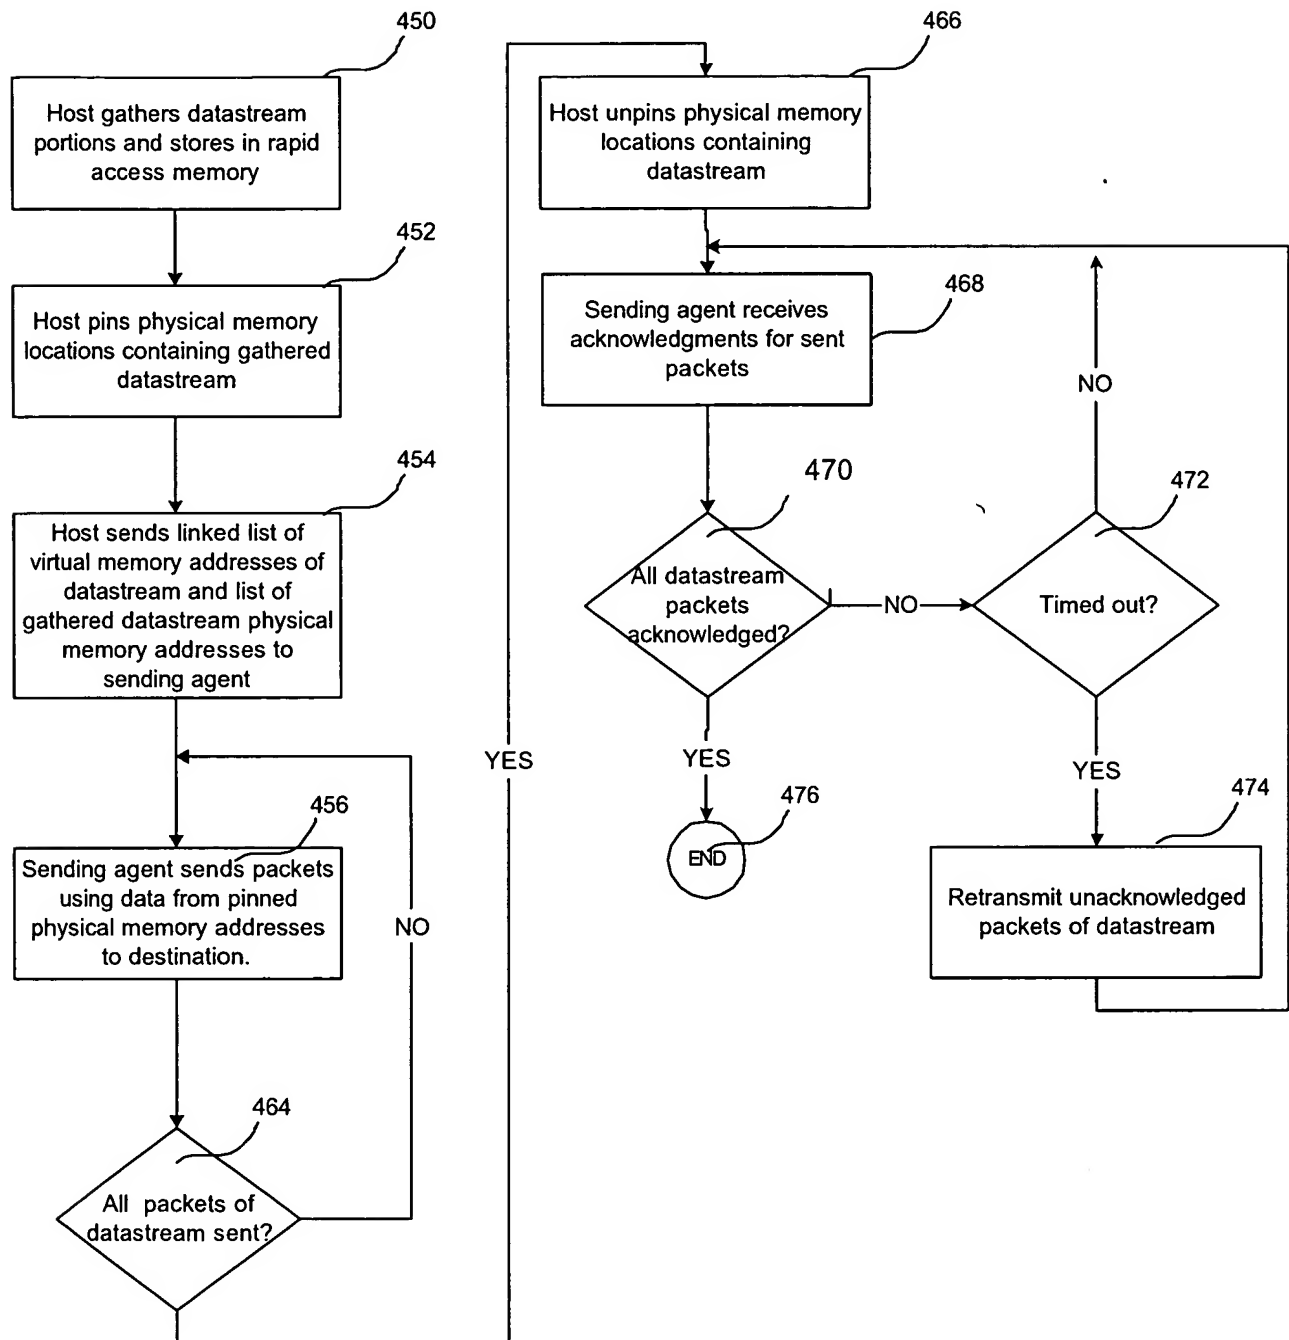 450
Host gathers datastream
portions and stores in rapid
access memory
452
Host pins physical memory
locations containing gathered
datastream
454
Host sends linked list of
virtual memory addresses of
datastream and list of
gathered datastream physical
memory addresses to
sending agent
456
Sending agent sends packets
using data from pinned
physical memory addresses
to destination.
NO
464
All packets of
datastream sent?
YES
466
Host unpins physical memory
locations containing
datastream
468
Sending agent receives
acknowledgments for sent
packets
470
All datastream
packets
acknowledged?
NO
472
Timed out?
NO
YES
YES
476
END
474
Retransmit unacknowledged
packets of datastream